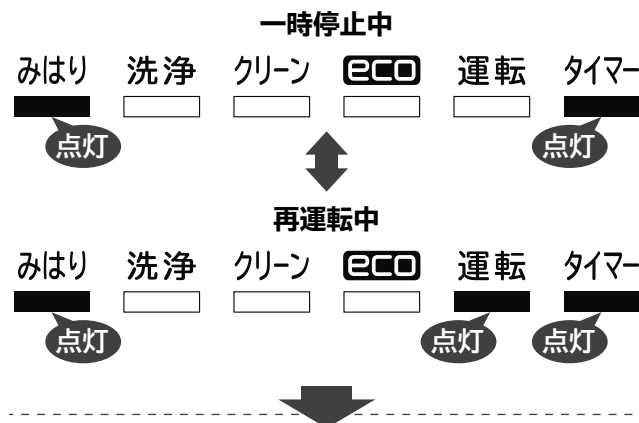 一時停止中
みはり 洗浄 クリーン eco 運転 タイマー
点灯 点灯
再運転中
みはり 洗浄 クリーン eco 運転 タイマー
点灯 点灯 点灯